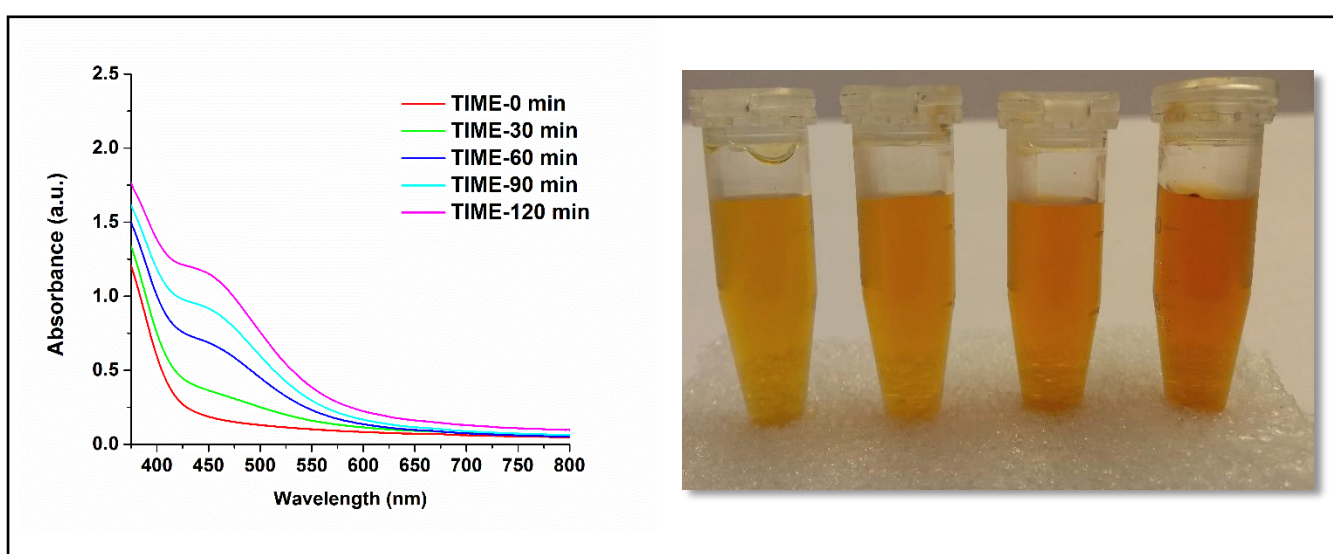 2.5
2.0
1.5
1.0
0.5
0.0
Absorbance (a.u.)
TIME-0 min
TIME-30 min
TIME-60 min
TIME-90 min
TIME-120 min
400 450 500 550 600 650 700 750 800
Wavelength (nm)